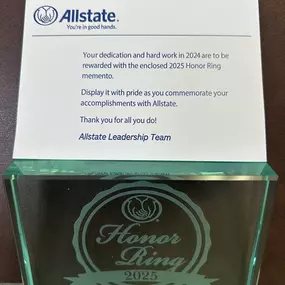 Allstate®
You're in good hands.
Your dedication and hard work in 2024 are to be
rewarded with the enclosed 2025 Honor Ring
memento.
Display it with pride as you commemorate your
accomplishments with Allstate.
Thank you for all you do!
Allstate Leadership Team
Honor
Ring
2025